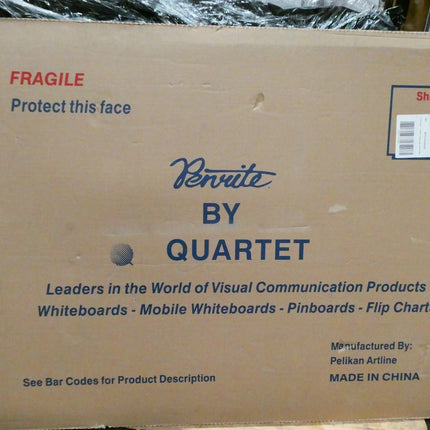 FRAGILE
Sh
Protect this face
Penrite
BY
QUARTET
Leaders in the World of Visual Communication Products
Whiteboards - Mobile Whiteboards - Pinboards - Flip Chart
Manufactured By:
Pelikan Artline
See Bar Codes for Product Description
MADE IN CHINA